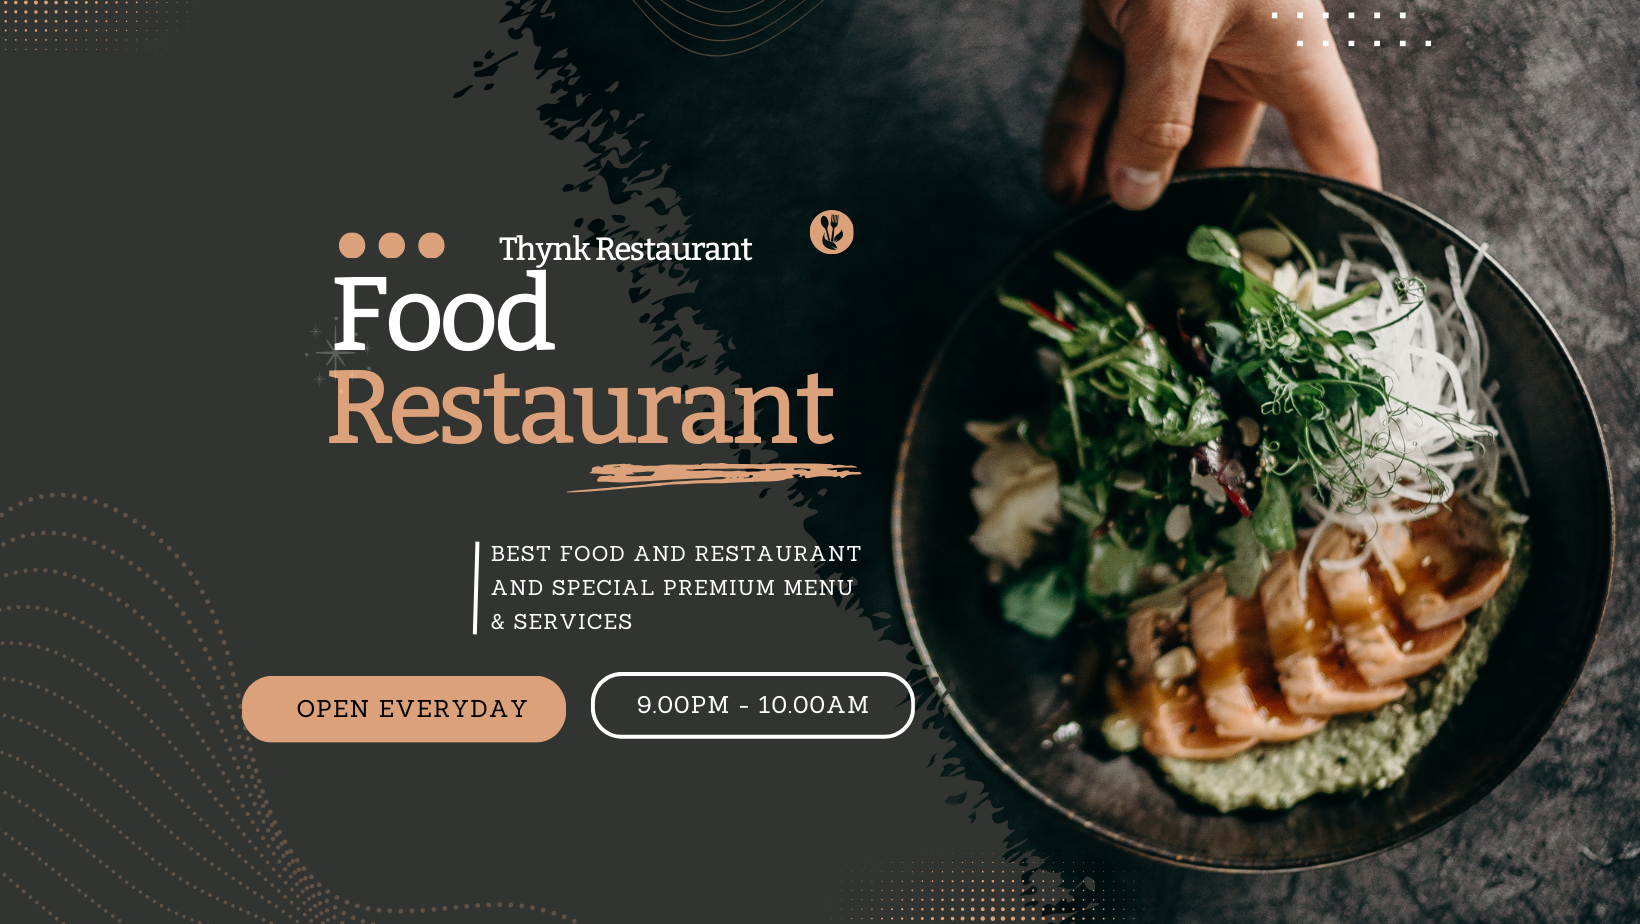 Thynk Restaurant
Food
Restaurant
BEST FOOD AND RESTAURANT
AND SPECIAL PREMIUM MENU
& SERVICES
OPEN EVERYDAY
9.00PM - 10.00AM